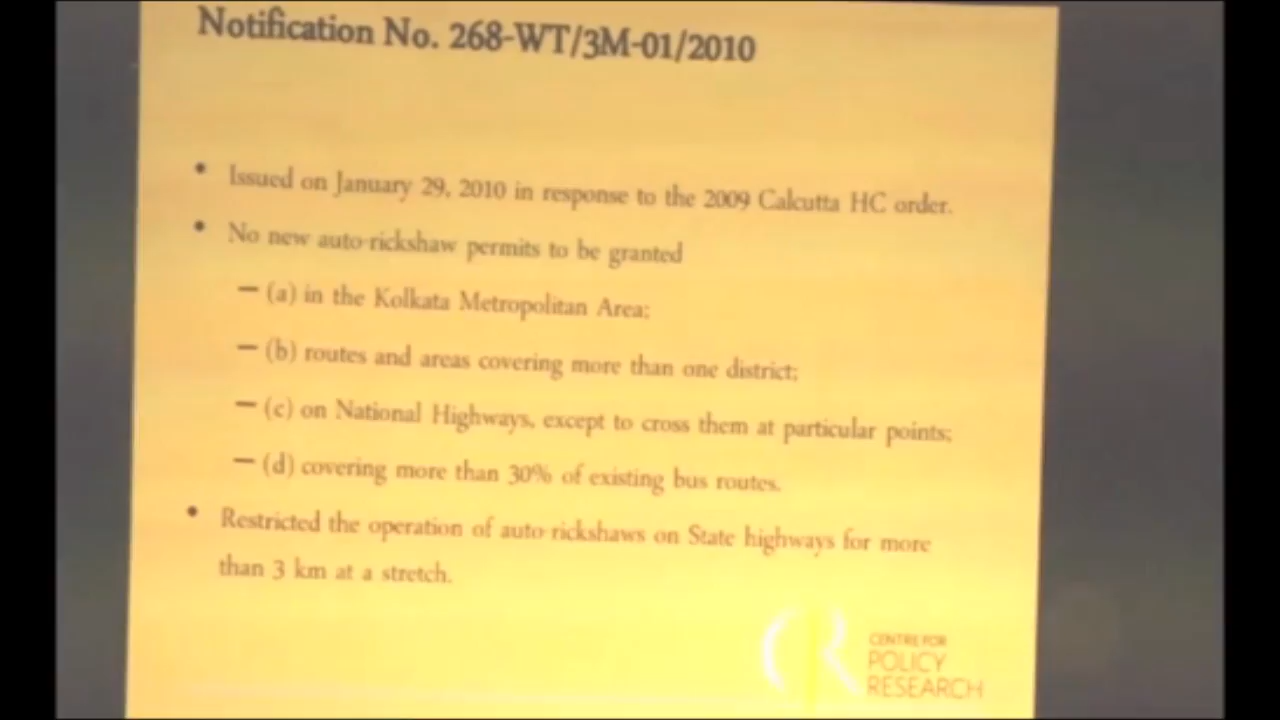 Notification No. 268-WT/3M-01/2010
• Issued on January 29, 2010 in response to the 2009 Calcutta HC order.
• No new auto-rickshaw permits to be granted
– (a) in the Kolkata Metropolitan Area;
– (b) routes and areas covering more than one district;
– (c) on National Highways, except to cross them at particular points;
– (d) covering more than 30% of existing bus routes.
• Restricted the operation of auto-rickshaws on State highways for more
than 3 km at a stretch.
CENTRE FOR
POLICY
RESEARCH